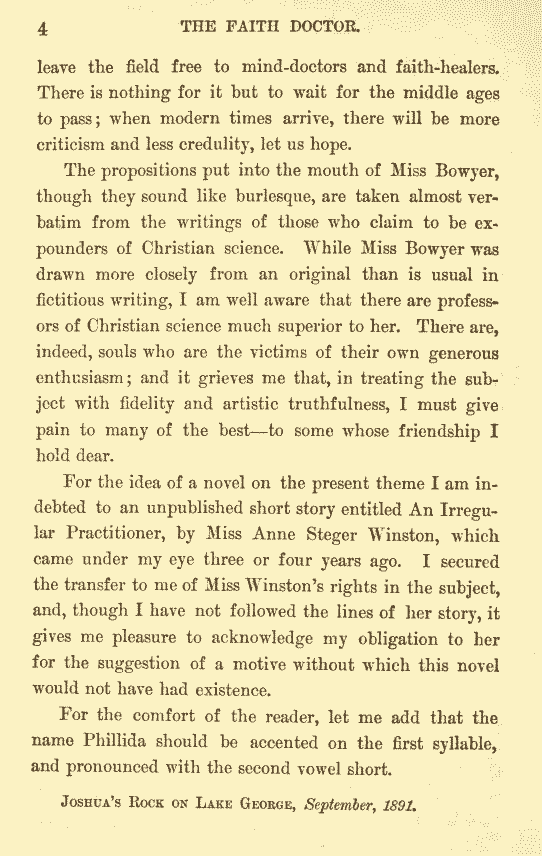 4 THE FAITH DOCTOR.
leave the field free to mind-doctors and faith-healers.
There is nothing for it but to wait for the middle ages
to pass; when modern times arrive, there will be more
criticism and less credulity, let us hope.
The propositions put into the mouth of Miss Bowyer,
though they sound like burlesque, are taken almost ver-
batim from the writings of those who claim to be ex-
pounders of Christian science. While Miss Bowyer was
drawn more closely from an original than is usual in
fictitious writing, I am well aware that there are profess-
ors of Christian science much superior to her. There are,
indeed, souls who are the victims of their own generous
enthusiasm; and it grieves me that, in treating the sub-
ject with fidelity and artistic truthfulness, I must give
pain to many of the best—to some whose friendship I
hold dear.
For the idea of a novel on the present theme I am in-
debted to an unpublished short story entitled An Irregu-
lar Practitioner, by Miss Anne Steger Winston, which
came under my eye three or four years ago. I secured
the transfer to me of Miss Winston's rights in the subject,
and, though I have not followed the lines of her story, it
gives me pleasure to acknowledge my obligation to her
for the suggestion of a motive without which this novel
would not have had existence.
For the comfort of the reader, let me add that the
name Phillida should be accented on the first syllable,
and pronounced with the second vowel short.
JOSHUA'S ROCK ON LAKE GEORGE, September, 1891.